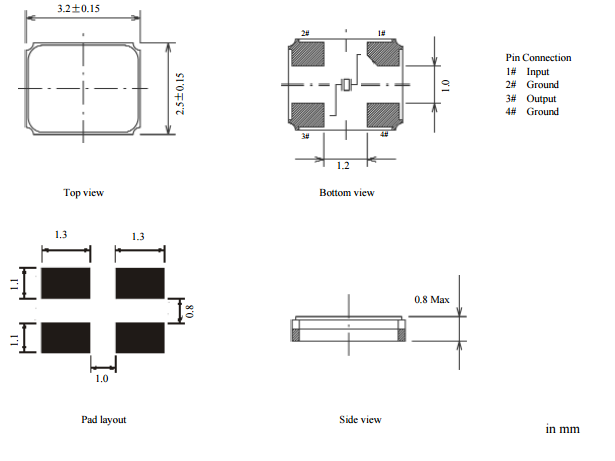 3.2±0.15
2.5±0.15
Top view
2#
1#
3#
4#
1.0
1.2
Bottom view
Pin Connection
1# Input
2# Ground
3# Output
4# Ground
1.3
1.3
1.1
1.1
0.8
1.0
Pad layout
0.8 Max
Side view
in mm